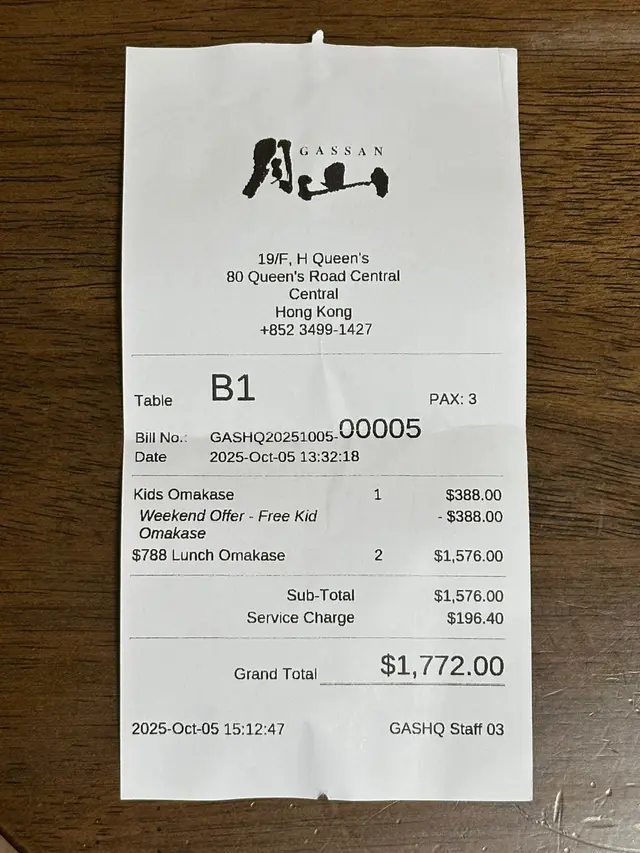 月山
GASSAN
19/F, H Queen's
80 Queen's Road Central
Central
Hong Kong
+852 3499-1427
Table B1 PAX: 3
Bill No.: GASHQ20251005-00005
Date 2025-Oct-05 13:32:18
Kids Omakase 1 $388.00
Weekend Offer - Free Kid - $388.00
Omakase
$788 Lunch Omakase 2 $1,576.00
Sub-Total $1,576.00
Service Charge $196.40
Grand Total $1,772.00
2025-Oct-05 15:12:47 GASHQ Staff 03